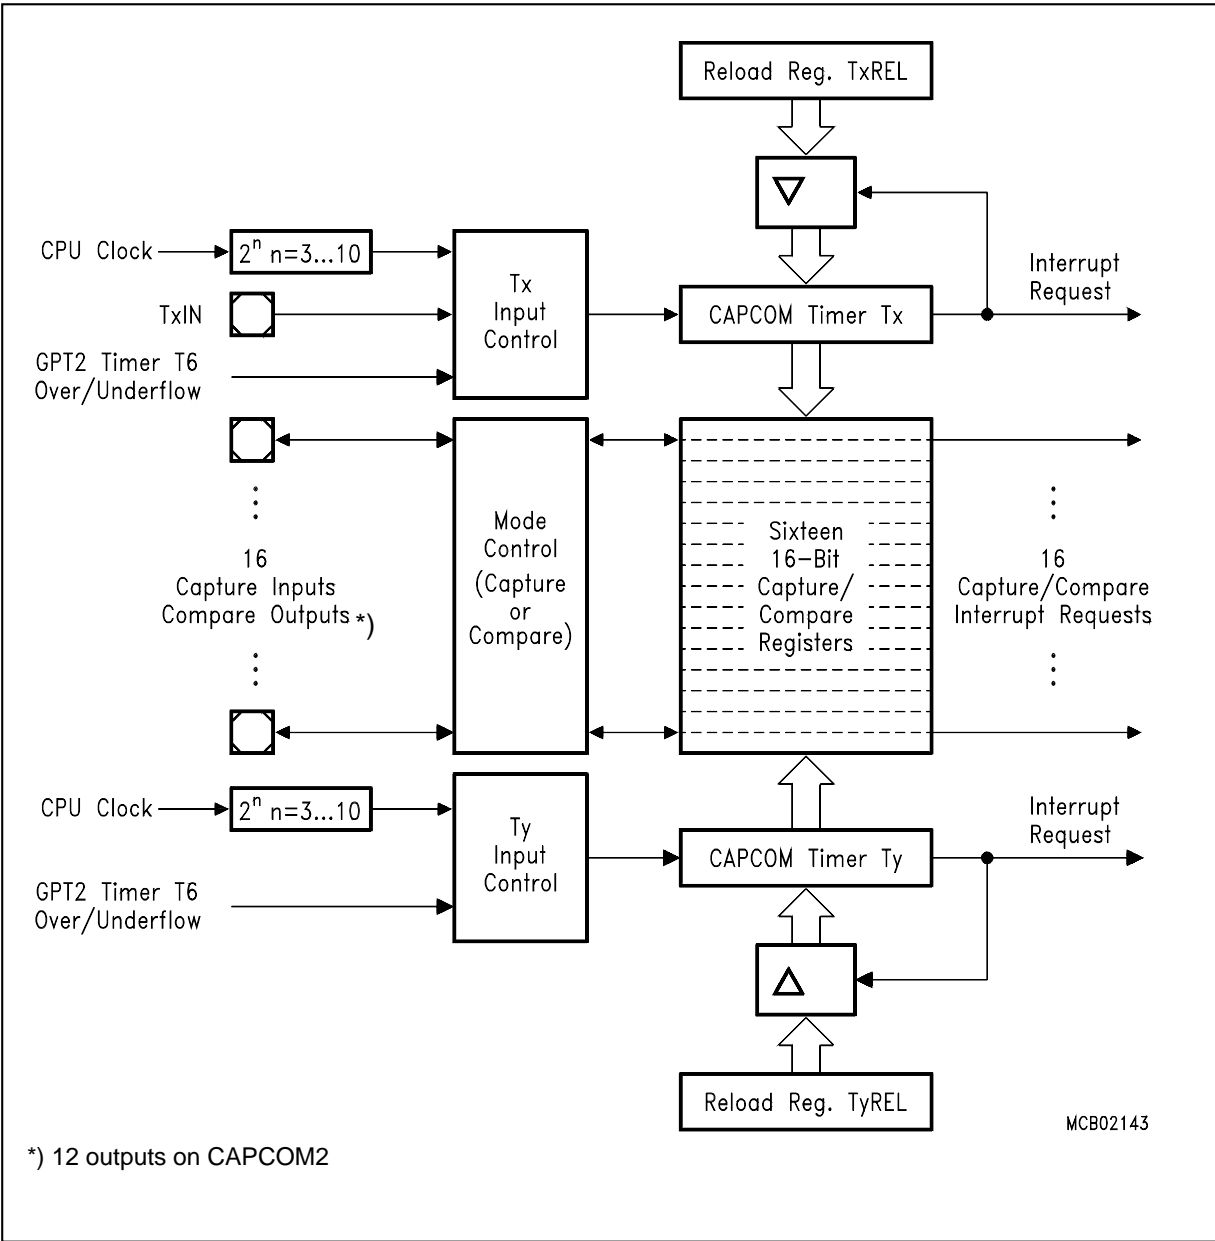 Reload Reg. TxREL
CPU Clock
2ⁿ n=3...10
TxIN
GPT2 Timer T6
Over/Underflow
Tx
Input
Control
CAPCOM Timer Tx
Interrupt
Request
16
Capture Inputs
Compare Outputs *)
Mode
Control
(Capture
or
Compare)
Sixteen
16-Bit
Capture/
Compare
Registers
16
Capture/Compare
Interrupt Requests
CPU Clock
2ⁿ n=3...10
GPT2 Timer T6
Over/Underflow
Ty
Input
Control
CAPCOM Timer Ty
Interrupt
Request
Reload Reg. TyREL
MCB02143
*) 12 outputs on CAPCOM2